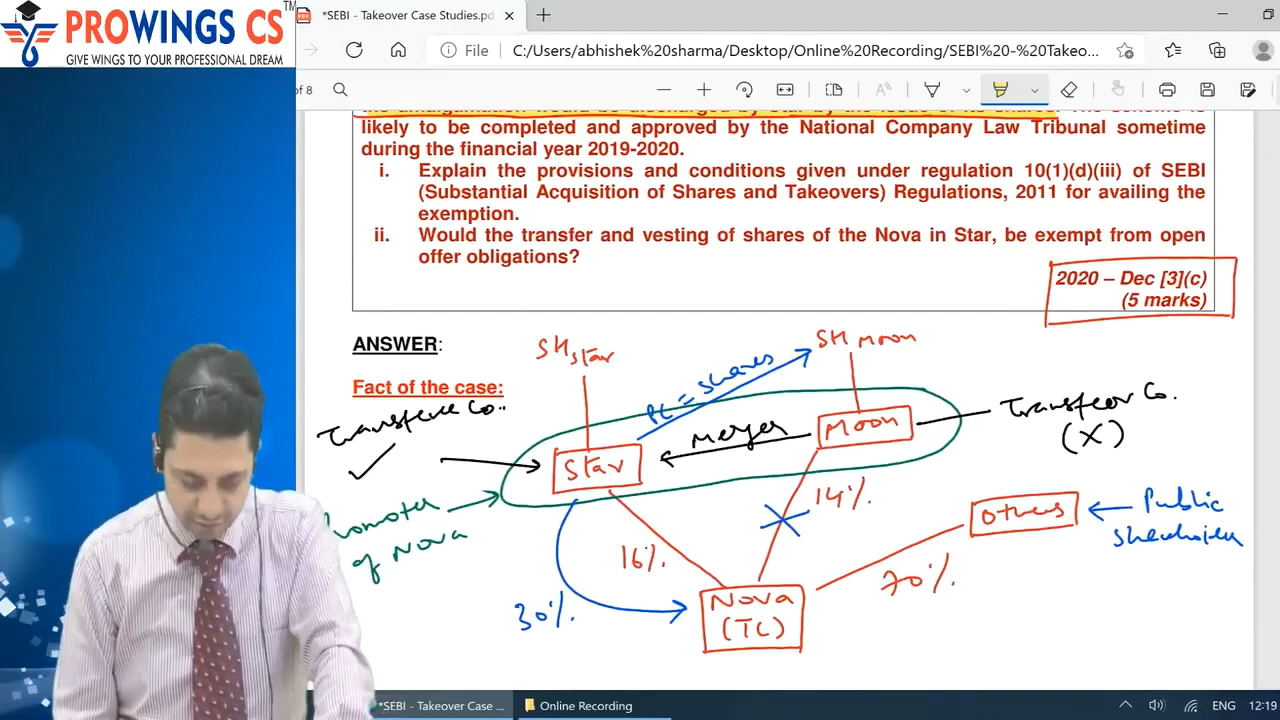 PROWINGS CS
TM
GIVE WINGS TO YOUR PROFESSIONAL DREAM
*SEBI - Takeover Case Studies.pd
File
C:/Users/abhishek%20sharma/Desktop/Online%20Recording/SEBI%20-%20Takeo...
of 8
likely to be completed and approved by the National Company Law Tribunal sometime
during the financial year 2019-2020.
i. Explain the provisions and conditions given under regulation 10(1)(d)(iii) of SEBI
(Substantial Acquisition of Shares and Takeovers) Regulations, 2011 for availing the
exemption.
ii. Would the transfer and vesting of shares of the Nova in Star, be exempt from open
offer obligations?
2020 – Dec [3](c)
(5 marks)
ANSWER:
SH Star
SH Moon
Fact of the case:
PC = Shares
Transferee Co.
Transferor Co.
(X)
Merger
Moon
Star
14%
Others
Public
Shareholder
romoter
of Nova
16%
70%
30%
Nova
(TC)
*SEBI - Takeover Case ...
Online Recording
ENG
12:19